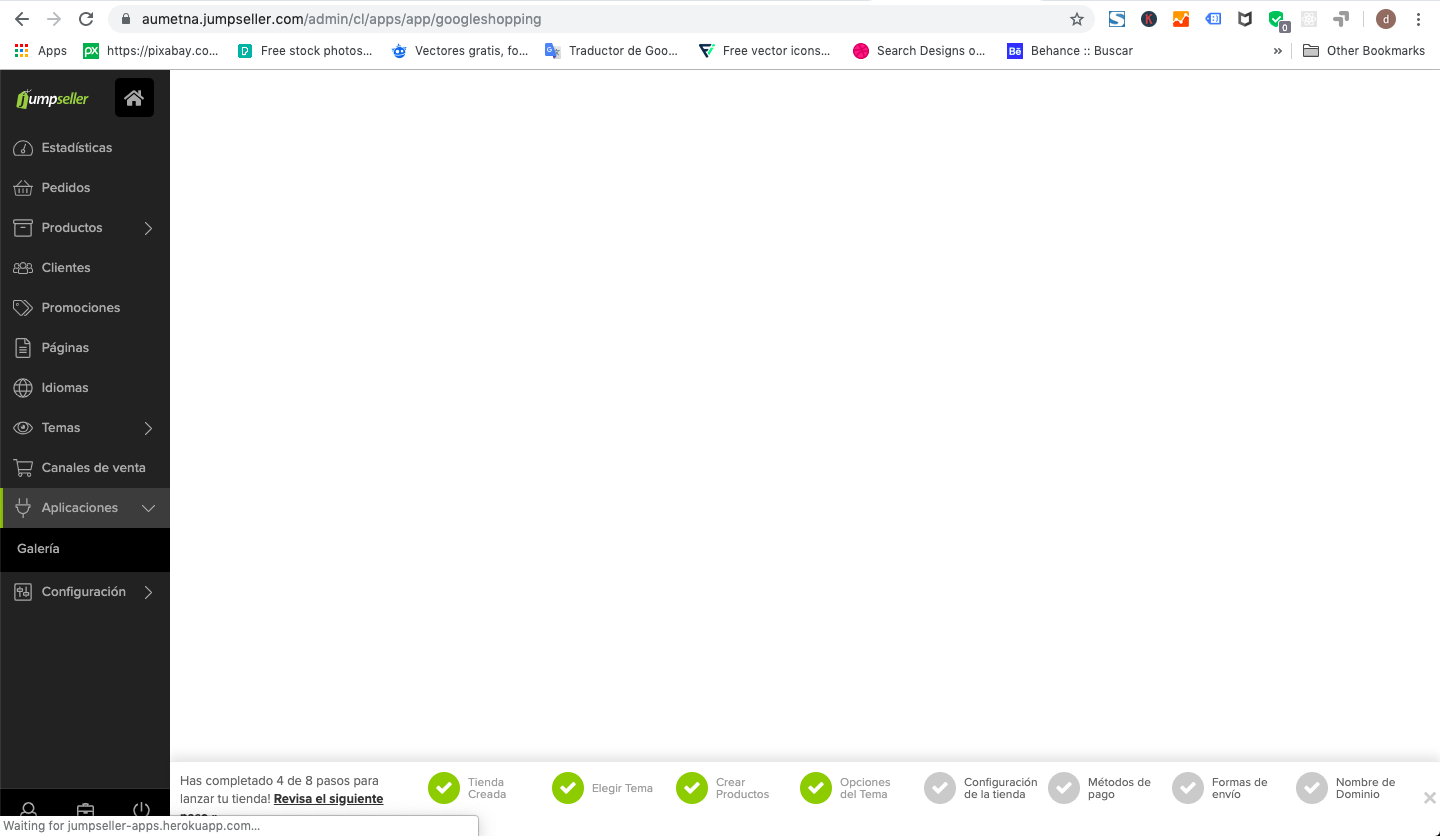 aumetna.jumpseller.com/admin/cl/apps/app/googleshopping
d
Apps
https://pixabay.co...
Free stock photos...
Vectores gratis, fo...
Traductor de Goo...
Free vector icons...
Search Designs o...
Behance :: Buscar
»
Other Bookmarks
jumpseller
Estadísticas
Pedidos
Productos
Clientes
Promociones
Páginas
Idiomas
Temas
Canales de venta
Aplicaciones
Galería
Configuración
Has completado 4 de 8 pasos para
lanzar tu tienda! Revisa el siguiente
Tienda
Creada
Elegir Tema
Crear
Productos
Opciones
del Tema
Configuración
de la tienda
Métodos de
pago
Formas de
envío
Nombre de
Dominio
Waiting for jumpseller-apps.herokuapp.com...